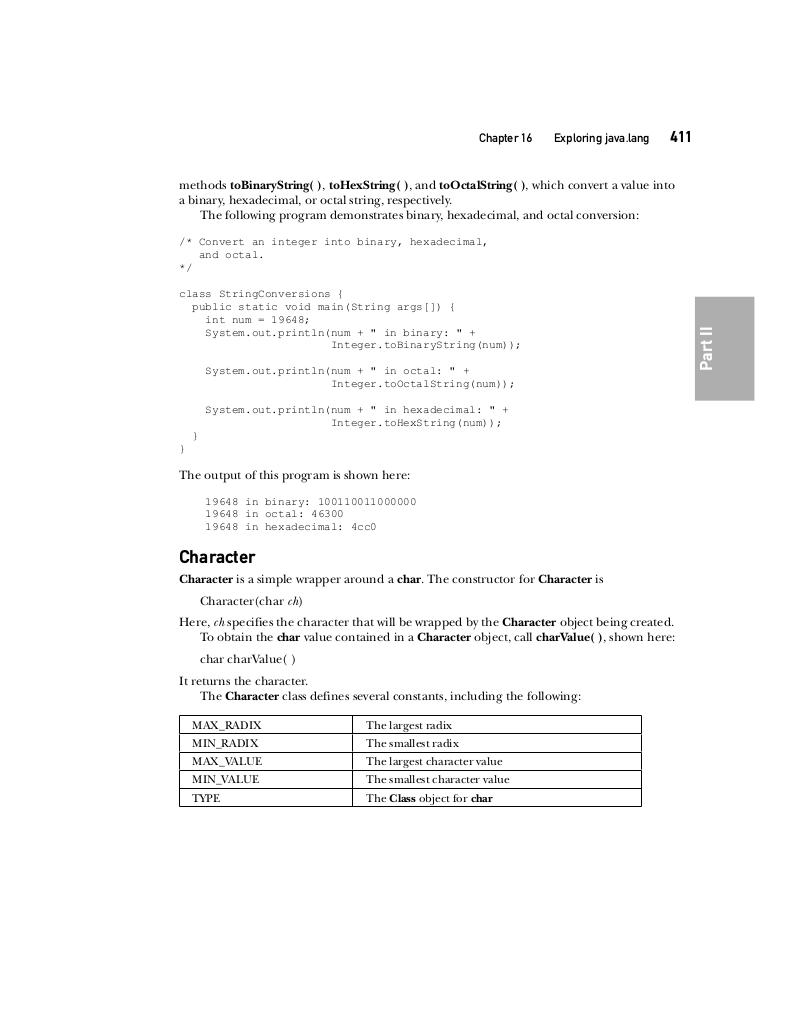 Chapter 16 Exploring java.lang 411
methods toBinaryString( ), toHexString( ), and toOctalString( ), which convert a value into
a binary, hexadecimal, or octal string, respectively.
The following program demonstrates binary, hexadecimal, and octal conversion:
/* Convert an integer into binary, hexadecimal,
   and octal.
*/
class StringConversions {
  public static void main(String args[]) {
    int num = 19648;
    System.out.println(num + " in binary: " +
                       Integer.toBinaryString(num));
    System.out.println(num + " in octal: " +
                       Integer.toOctalString(num));
    System.out.println(num + " in hexadecimal: " +
                       Integer.toHexString(num));
  }
}
Part II
The output of this program is shown here:
19648 in binary: 100110011000000
19648 in octal: 46300
19648 in hexadecimal: 4cc0
Character
Character is a simple wrapper around a char. The constructor for Character is
Character(char ch)
Here, ch specifies the character that will be wrapped by the Character object being created.
To obtain the char value contained in a Character object, call charValue( ), shown here:
char charValue( )
It returns the character.
The Character class defines several constants, including the following:
MAX_RADIX The largest radix
MIN_RADIX The smallest radix
MAX_VALUE The largest character value
MIN_VALUE The smallest character value
TYPE The Class object for char